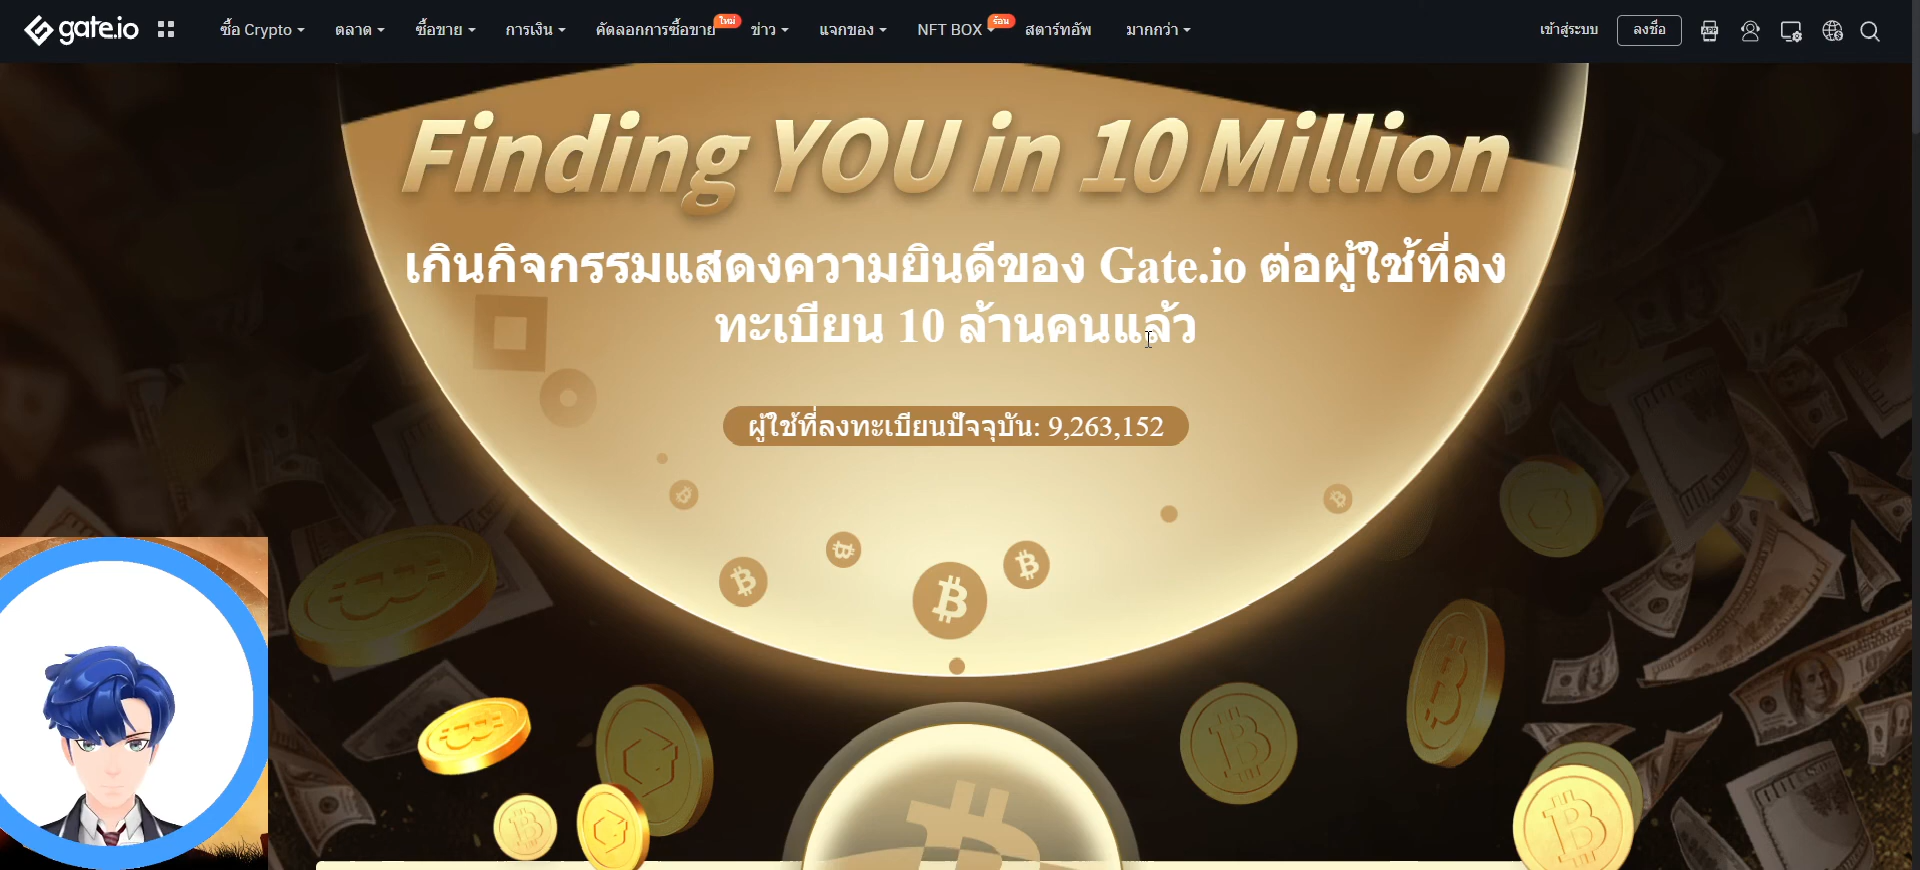 gate.io
ซื้อ Crypto ตลาด ซื้อขาย การเงิน คัดลอกการซื้อขาย ใหม่ ข่าว แจกของ NFT BOX ร้อน สตาร์ทอัพ มากกว่า เข้าสู่ระบบ ลงชื่อ APP
Finding YOU in 10 Million
เกินกิจกรรมแสดงความยินดีของ Gate.io ต่อผู้ใช้ที่ลง
ทะเบียน 10 ล้านคนแล้ว
ผู้ใช้ที่ลงทะเบียนปัจจุบัน: 9,263,152